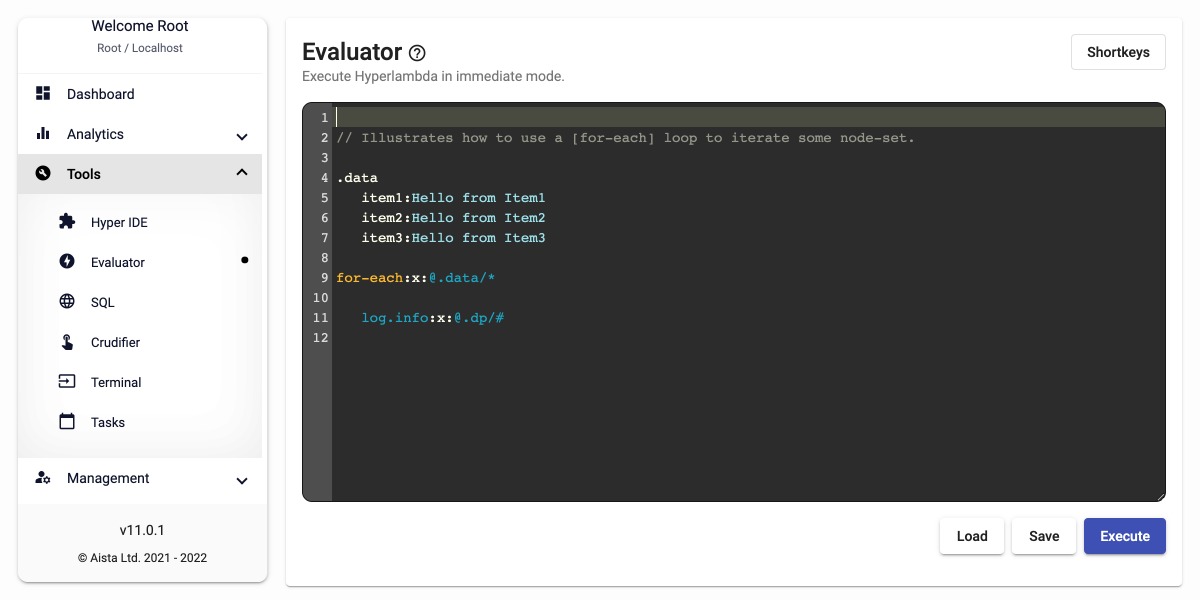 Welcome Root
Root / Localhost
Dashboard
Analytics
Tools
Hyper IDE
Evaluator
SQL
Crudifier
Terminal
Tasks
Management
v11.0.1
© Aista Ltd. 2021 - 2022
Evaluator ?
Execute Hyperlambda in immediate mode.
Shortkeys
1
2 // Illustrates how to use a [for-each] loop to iterate some node-set.
3
4 .data
5    item1:Hello from Item1
6    item2:Hello from Item2
7    item3:Hello from Item3
8
9 for-each:x:@.data/*
10
11    log.info:x:@.dp/#
12
Load
Save
Execute